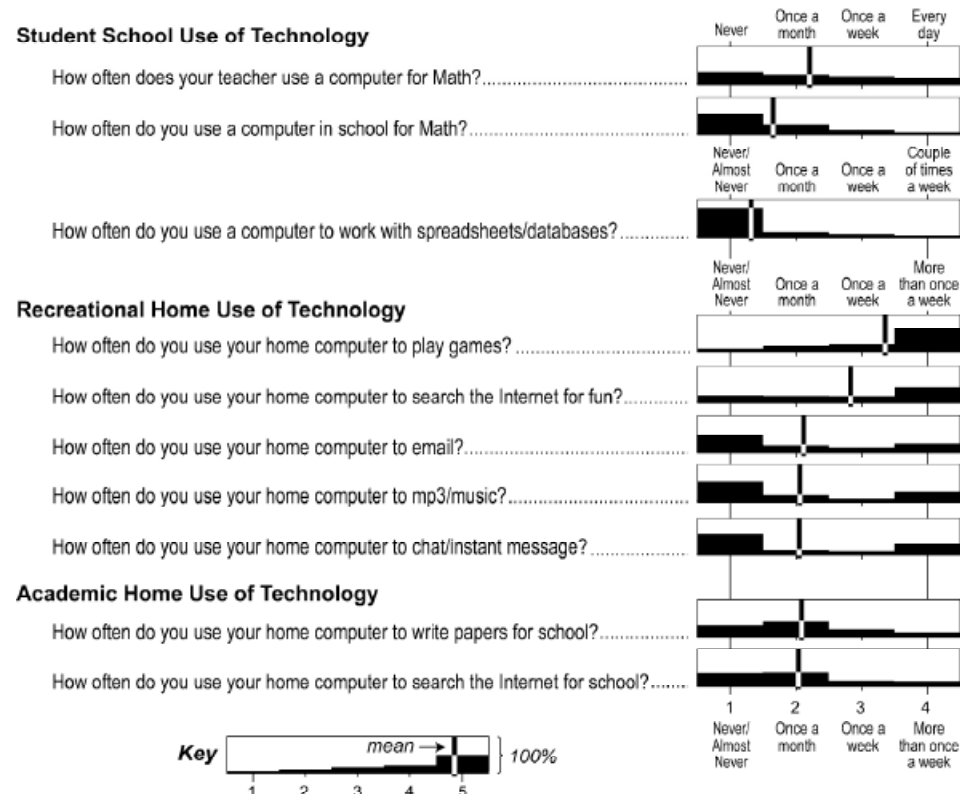 Student School Use of Technology
Never
Once a month
Once a week
Every day
How often does your teacher use a computer for Math?
How often do you use a computer in school for Math?
Never/ Almost Never
Once a month
Once a week
Couple of times a week
How often do you use a computer to work with spreadsheets/databases?
Never/ Almost Never
Once a month
Once a week
More than once a week
Recreational Home Use of Technology
How often do you use your home computer to play games?
How often do you use your home computer to search the Internet for fun?
How often do you use your home computer to email?
How often do you use your home computer to mp3/music?
How often do you use your home computer to chat/instant message?
Academic Home Use of Technology
How often do you use your home computer to write papers for school?
How often do you use your home computer to search the Internet for school?
1 2 3 4
Never/ Almost Never
Once a month
Once a week
More than once a week
Key
mean
100%
1 2 3 4 5